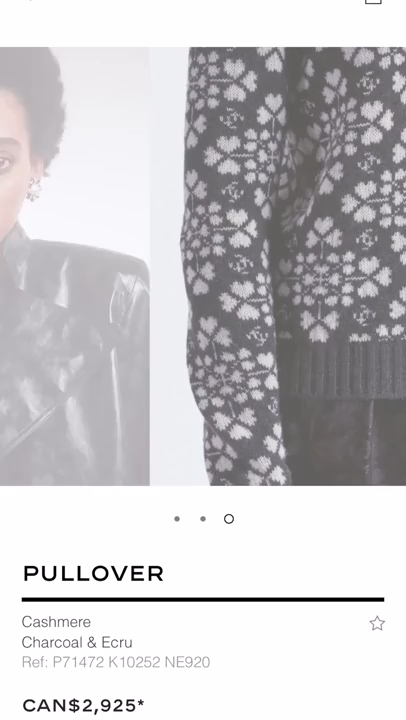 PULLOVER
Cashmere
Charcoal & Ecru
Ref: P71472 K10252 NE920
CAN$2,925*